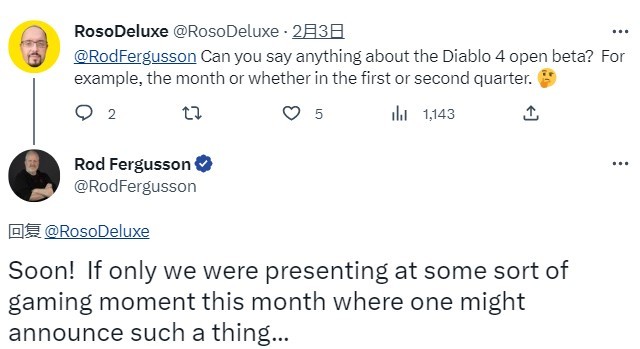 RosoDeluxe @RosoDeluxe · 2月3日
@RodFergusson Can you say anything about the Diablo 4 open beta? For
example, the month or whether in the first or second quarter. 🤔
2 5 1,143
Rod Fergusson
@RodFergusson
回复 @RosoDeluxe
Soon! If only we were presenting at some sort of
gaming moment this month where one might
announce such a thing...